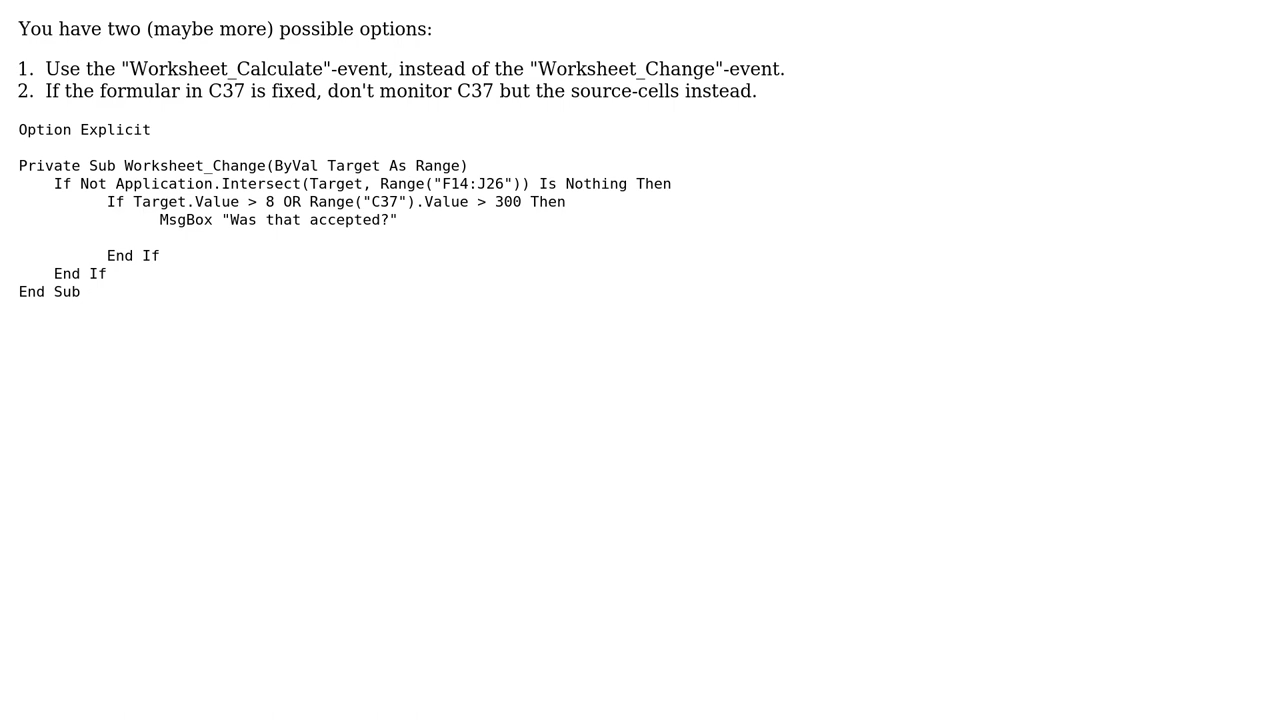 You have two (maybe more) possible options:
1. Use the "Worksheet_Calculate"-event, instead of the "Worksheet_Change"-event.
2. If the formular in C37 is fixed, don't monitor C37 but the source-cells instead.
Option Explicit
Private Sub Worksheet_Change(ByVal Target As Range)
    If Not Application.Intersect(Target, Range("F14:J26")) Is Nothing Then
          If Target.Value > 8 OR Range("C37").Value > 300 Then
                MsgBox "Was that accepted?"
          End If
    End If
End Sub